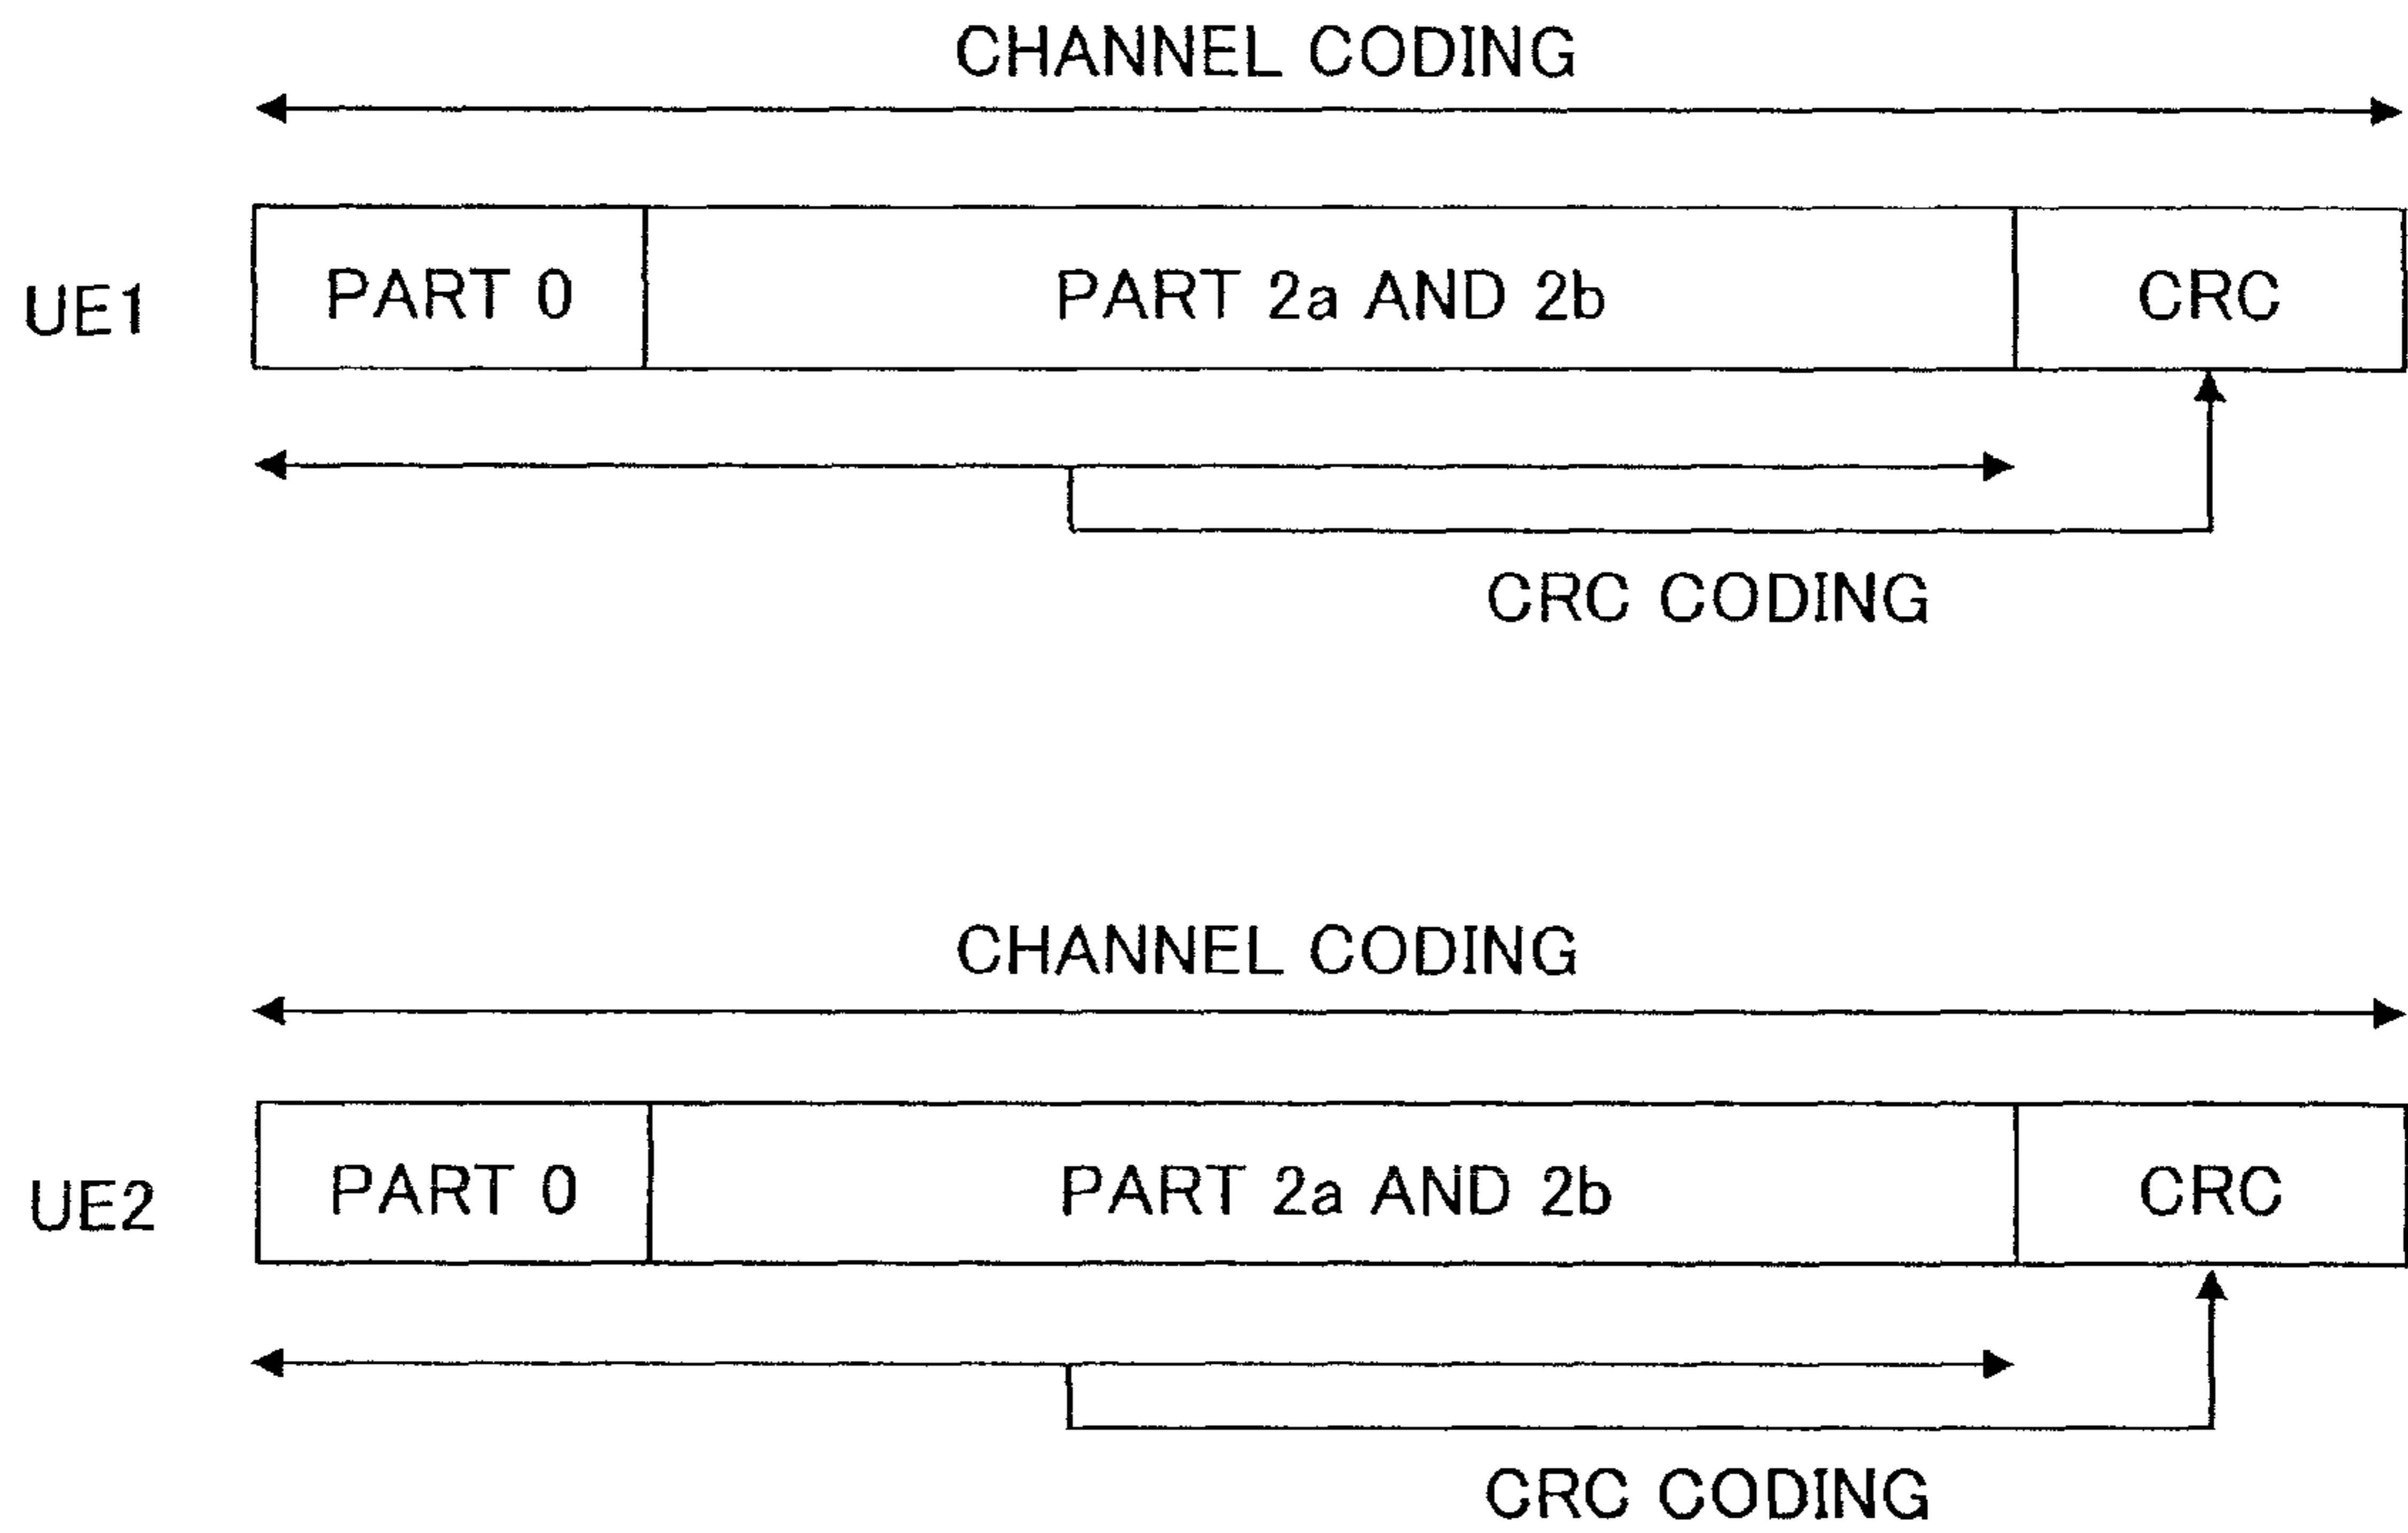 CHANNEL CODING
UE1
PART 0
PART 2a AND 2b
CRC
CRC CODING
CHANNEL CODING
UE2
PART 0
PART 2a AND 2b
CRC
CRC CODING